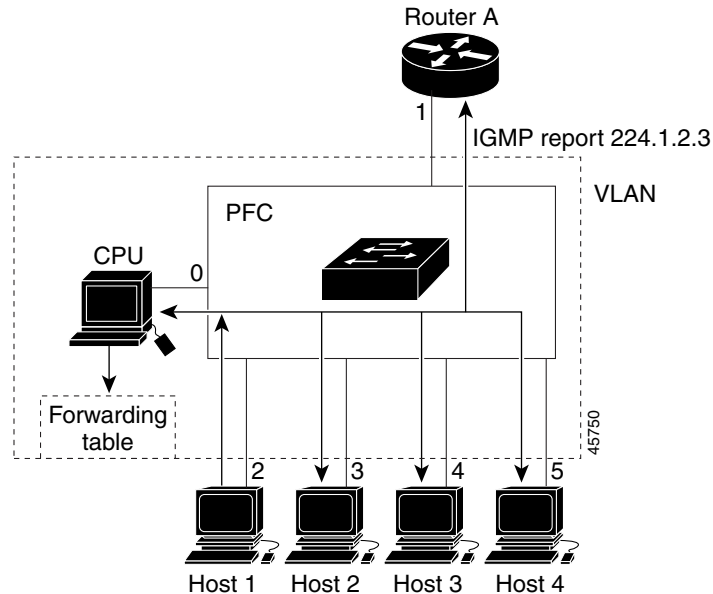 Router A
1
IGMP report 224.1.2.3
VLAN
PFC
CPU
0
Forwarding
table
45750
2
3
4
5
Host 1
Host 2
Host 3
Host 4